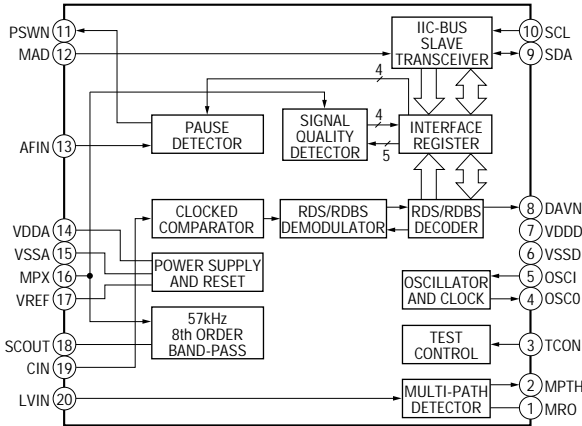 PSWN 11
MAD 12
AFIN 13
VDDA 14
VSSA 15
MPX 16
VREF 17
SCOUT 18
CIN 19
LVIN 20
IIC-BUS
SLAVE
TRANSCEIVER
10 SCL
9 SDA
4
PAUSE
DETECTOR
SIGNAL
QUALITY
DETECTOR
4
5
INTERFACE
REGISTER
CLOCKED
COMPARATOR
RDS/RDBS
DEMODULATOR
RDS/RDBS
DECODER
8 DAVN
7 VDDD
6 VSSD
5 OSCI
4 OSC0
POWER SUPPLY
AND RESET
OSCILLATOR
AND CLOCK
57kHz
8th ORDER
BAND-PASS
TEST
CONTROL
3 TCON
MULTI-PATH
DETECTOR
2 MPTH
1 MRO